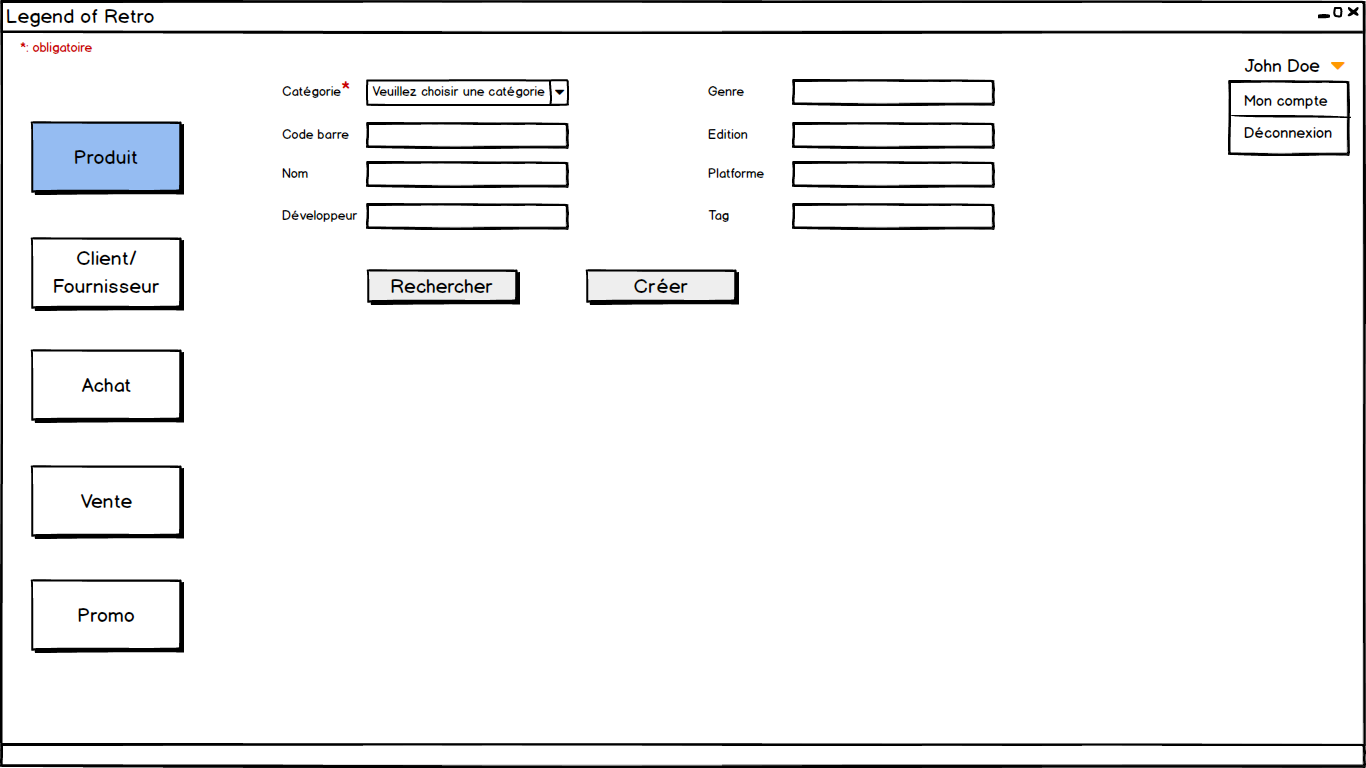 Legend of Retro
*: obligatoire
John Doe
Mon compte
Déconnexion
Produit
Client/
Fournisseur
Achat
Vente
Promo
Catégorie* Veuillez choisir une catégorie
Code barre
Nom
Développeur
Genre
Edition
Platforme
Tag
Rechercher
Créer